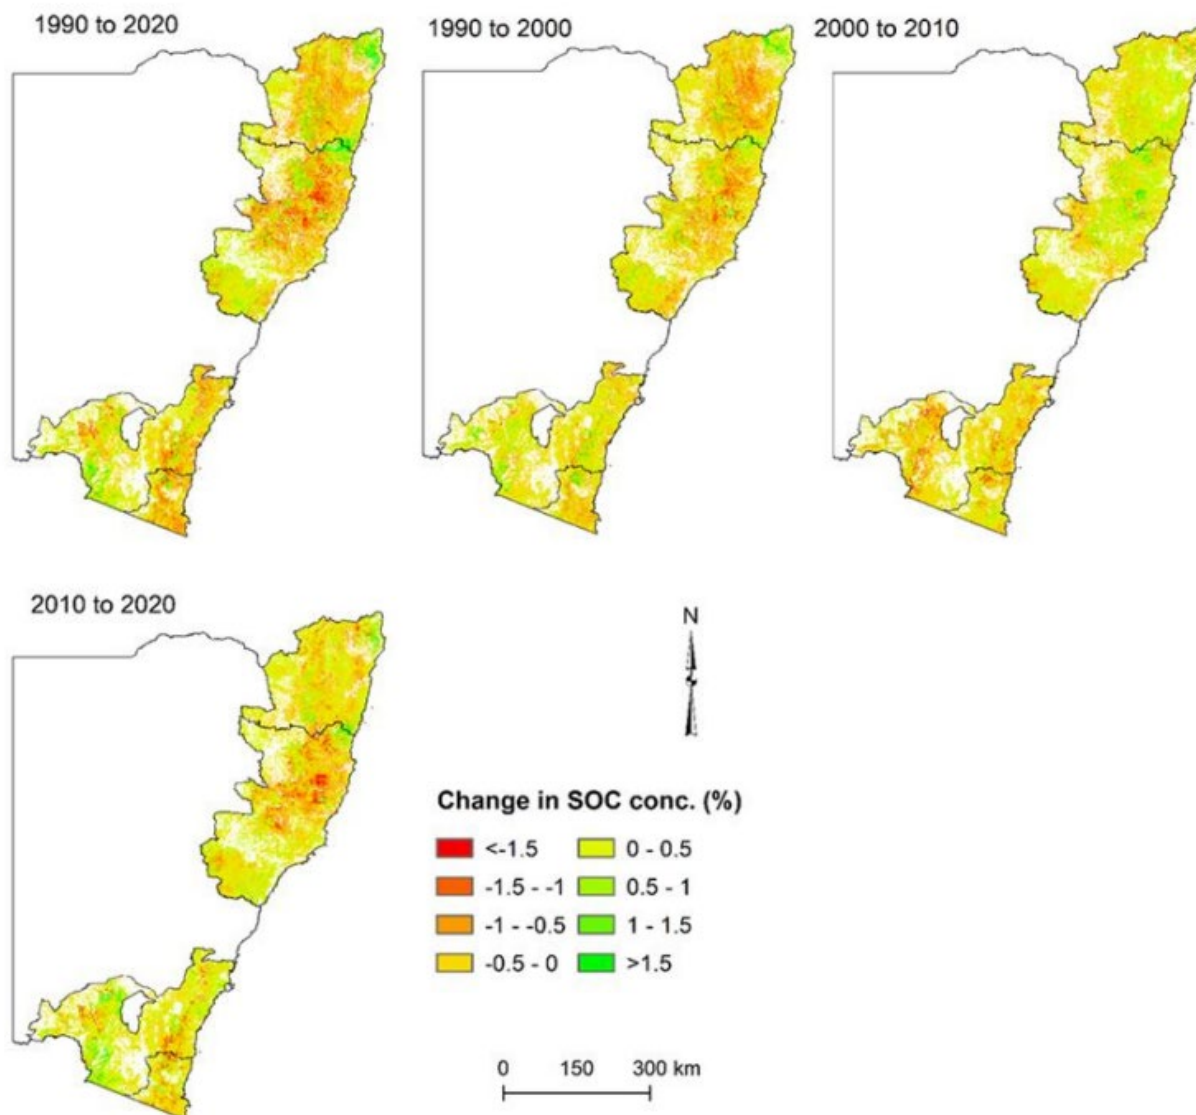 1990 to 2020
1990 to 2000
2000 to 2010
2010 to 2020
N
Change in SOC conc. (%)
<-1.5
-1.5 - -1
-1 - -0.5
-0.5 - 0
0 - 0.5
0.5 - 1
1 - 1.5
>1.5
0 150 300 km